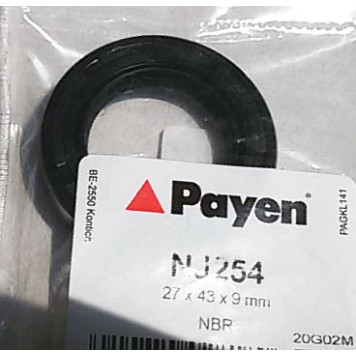 Payen®
NJ254
27 x 43 x 9 mm
NBR
20G02M
BE-2550 Kontich
PAGKL141